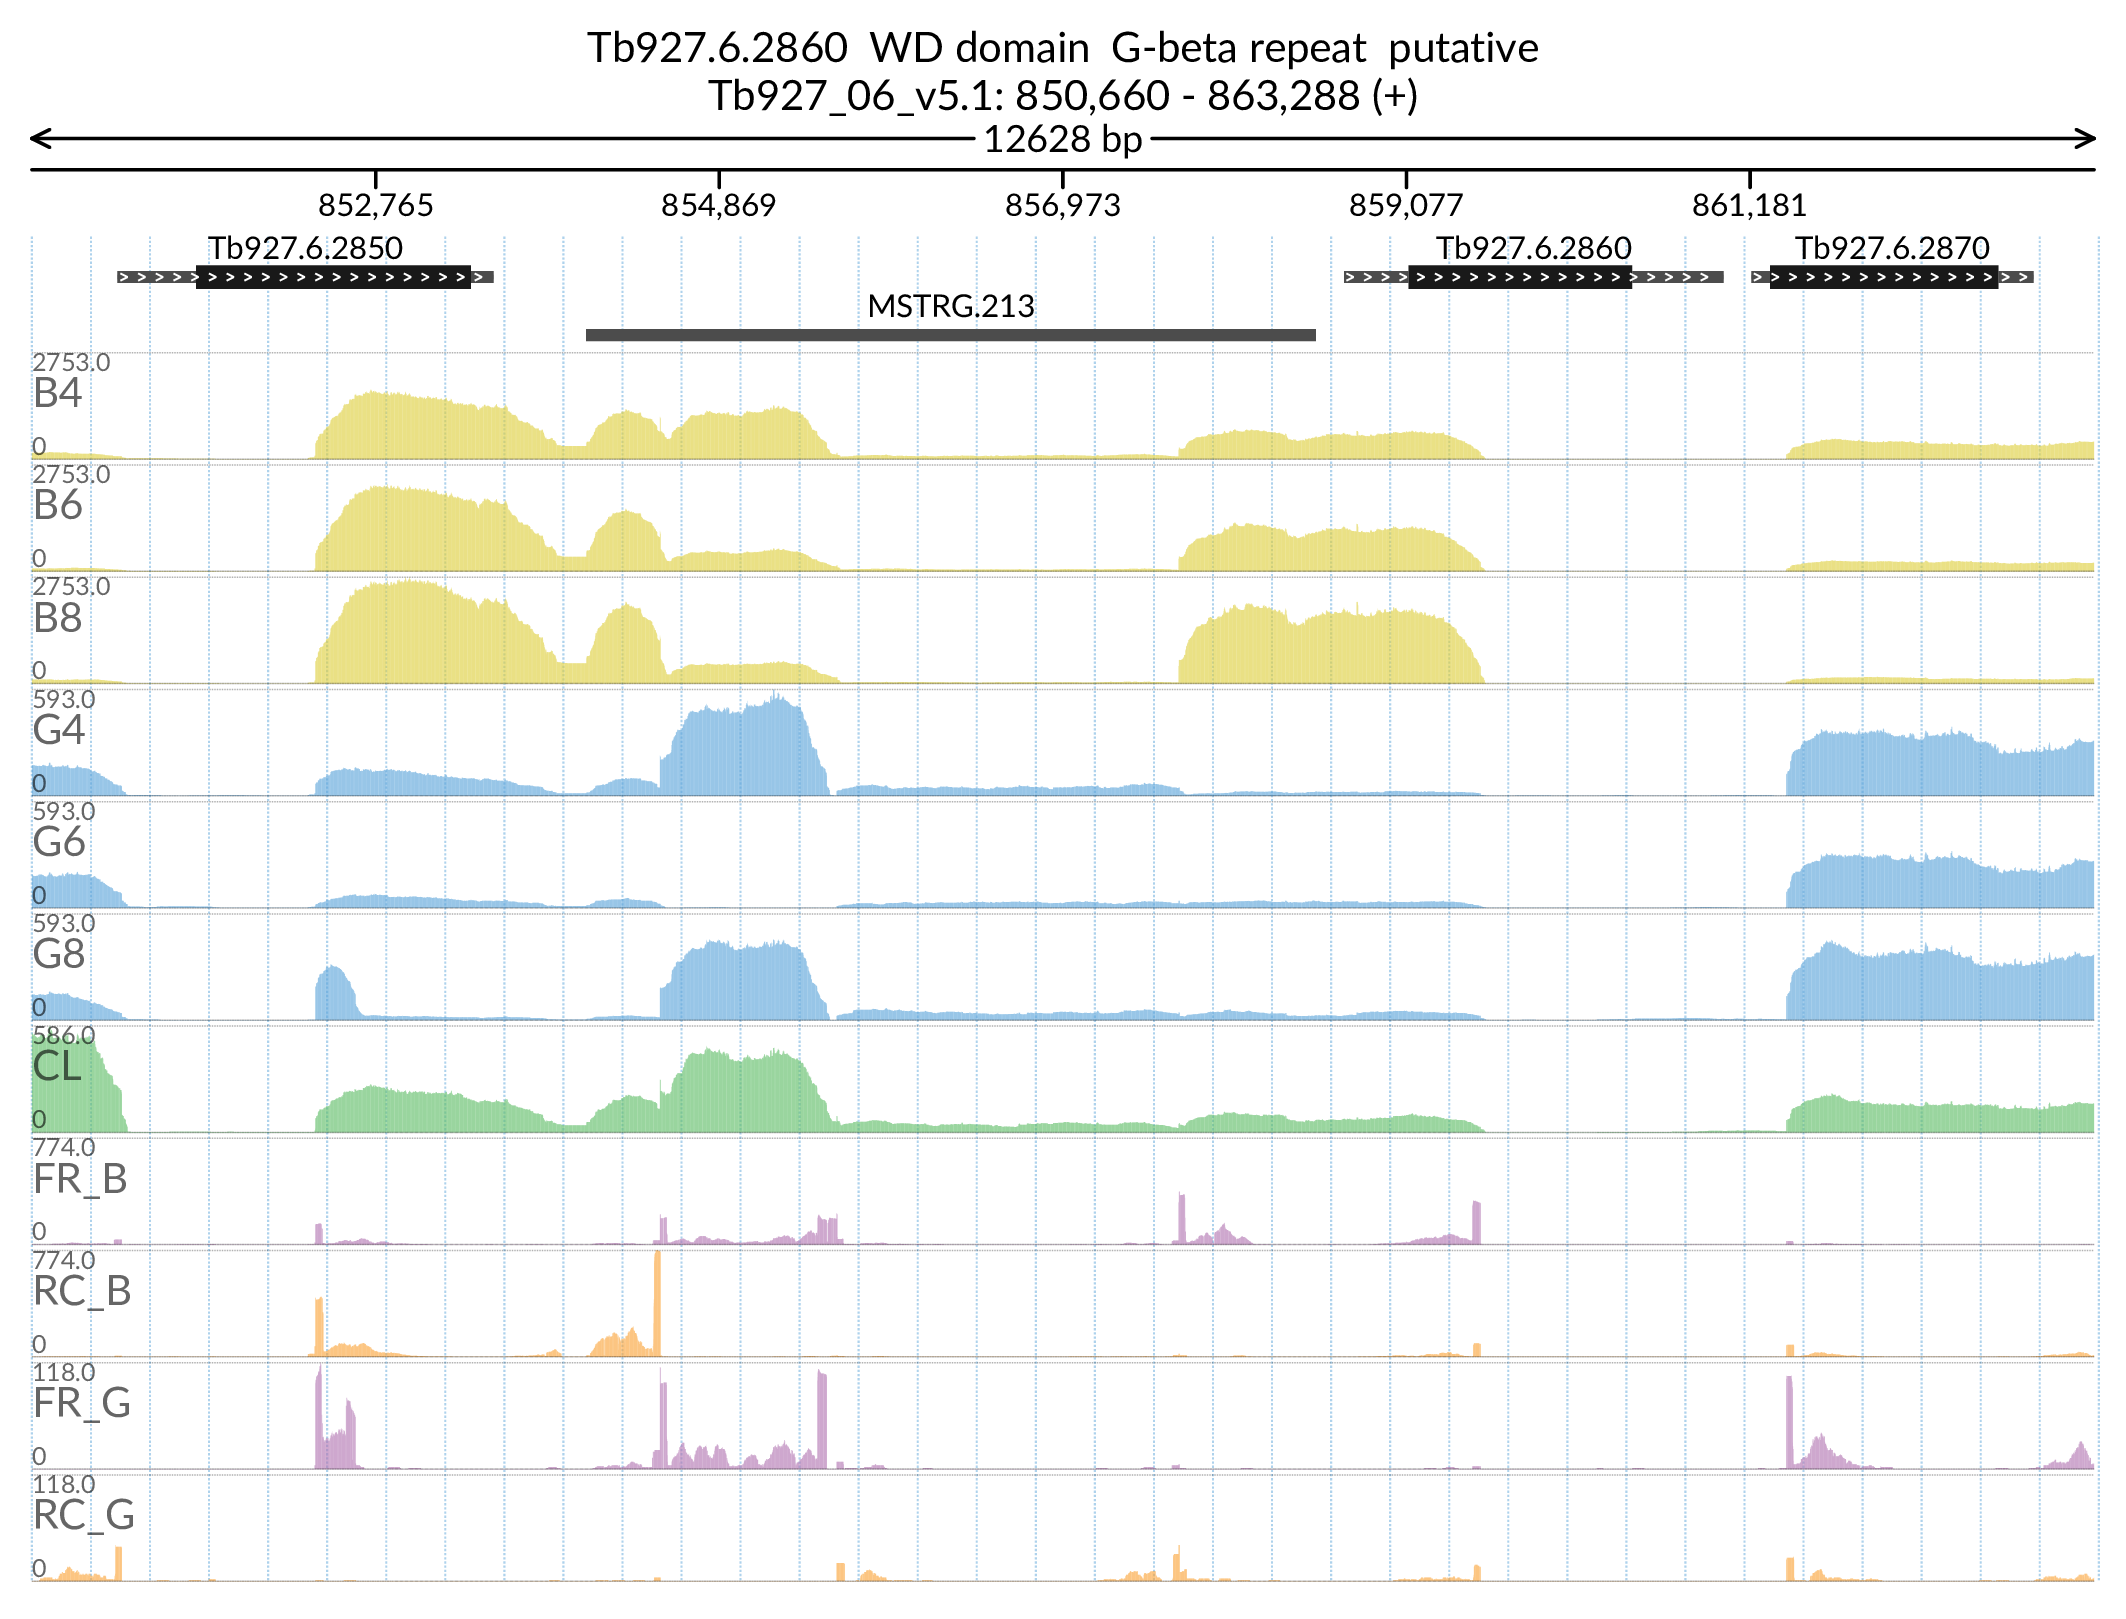 Tb927.6.2860  WD domain  G-beta repeat  putative
Tb927_06_v5.1: 850,660 - 863,288 (+)
12628 bp
852,765 854,869 856,973 859,077 861,181
Tb927.6.2850 Tb927.6.2860 Tb927.6.2870
MSTRG.213
2753.0
B4
0
2753.0
B6
0
2753.0
B8
0
593.0
G4
0
593.0
G6
0
593.0
G8
0
586.0
CL
0
774.0
FR_B
0
774.0
RC_B
0
118.0
FR_G
0
118.0
RC_G
0